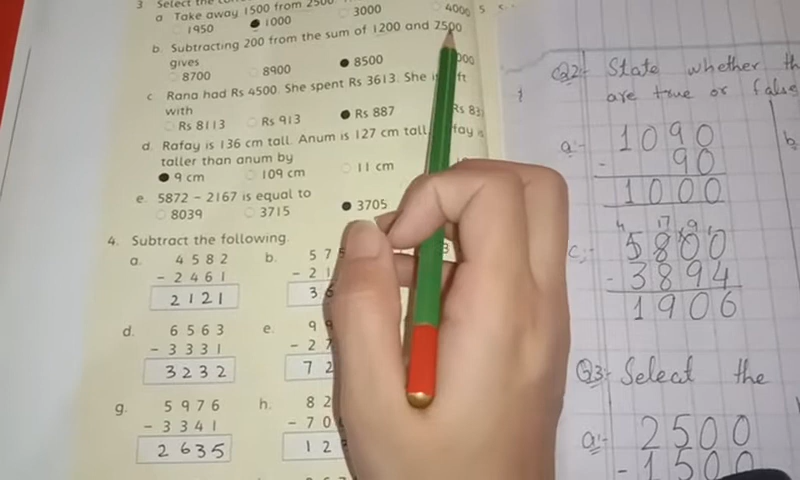 3 Select the
a Take away 1500 from 2500
1950 1000 3000 4000 5
b. Subtracting 200 from the sum of 1200 and 7500
gives
8700 8900 8500
c Rana had Rs 4500. She spent Rs 3613. She
with
Rs 8113 Rs 913 Rs 887
d. Rafay is 136 cm tall. Anum is 127 cm tall.
taller than anum by
9 cm 109 cm 11 cm
e. 5872 - 2167 is equal to
8039 3715 3705
4. Subtract the following.
a. 4582 b.
- 2461
2121
d. 6563 e.
- 3331
3232
g. 5976 h.
- 3341
2635
Q2:- State whether
are true or false
a:- 1090 b
- 90
1000
c:- 5800
- 3894
1906
Q3:- Select the
a:- 2500
- 1500